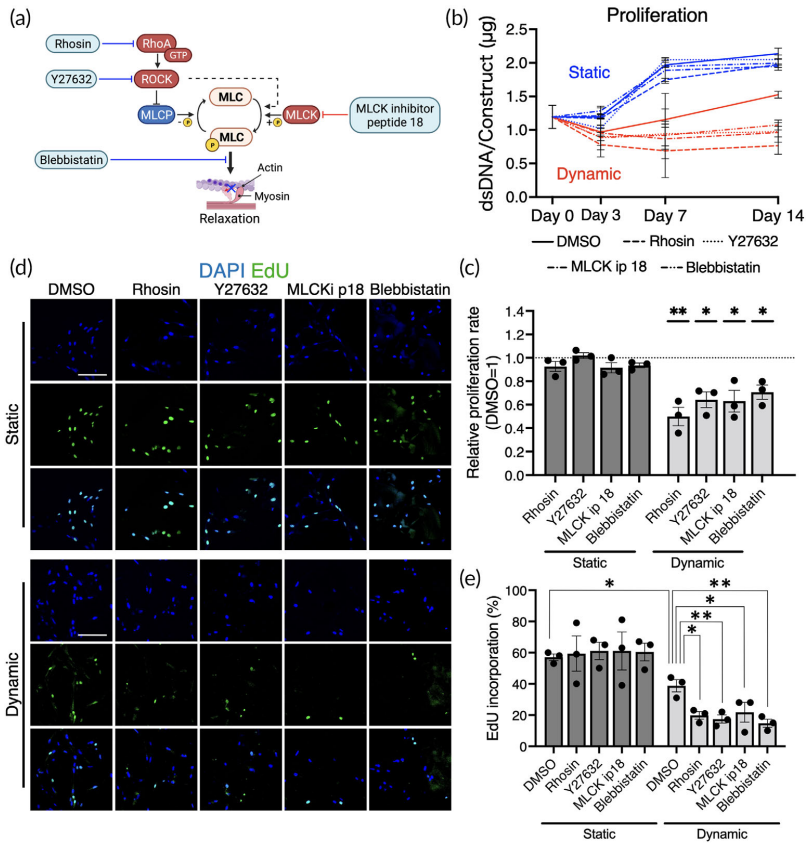 (a)
Rhosin
RhoA
GTP
Y27632
ROCK
MLC
MLCP
- P
+ P
MLCK
MLCK inhibitor
peptide 18
MLC
P
Blebbistatin
Actin
Myosin
Relaxation
(b)
Proliferation
dsDNA/Construct (µg)
2.5
2.0
1.5
1.0
0.5
0.0
Static
Dynamic
Day 0 Day 3 Day 7 Day 14
DMSO Rhosin Y27632
MLCK ip 18 Blebbistatin
(d)
DAPI EdU
DMSO Rhosin Y27632 MLCKi p18 Blebbistatin
Static
Dynamic
(c)
Relative proliferation rate
(DMSO=1)
1.4
1.2
1.0
0.8
0.6
0.4
0.2
0.0
** * * *
Rhosin
Y27632
MLCK ip 18
Blebbistatin
Rhosin
Y27632
MLCK ip 18
Blebbistatin
Static Dynamic
(e)
EdU incorporation (%)
100
80
60
40
20
0
* **
*
**
*
DMSO
Rhosin
Y27632
MLCK ip18
Blebbistatin
DMSO
Rhosin
Y27632
MLCK ip18
Blebbistatin
Static Dynamic